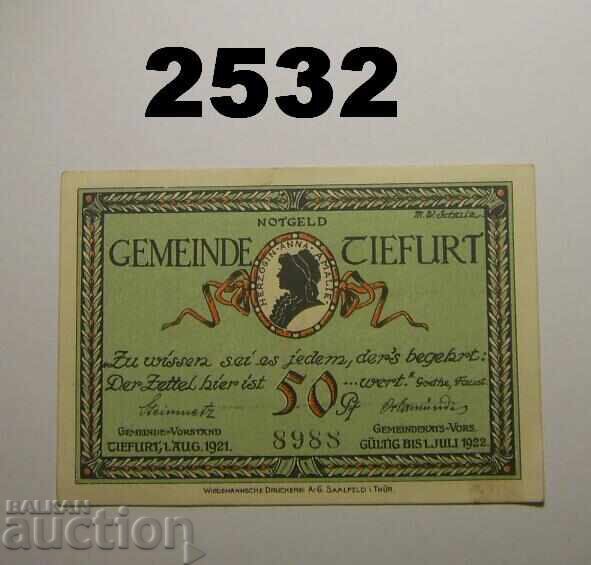 2532
NOTGELD
GEMEINDE TIEFURT
HERZOGIN·ANNA·AMALIE
„Zu wissen sei es jedem, der's begehrt:
Der Zettel hier ist 50 Pf ...wert." Goethe, Faust
Steinmetz
GEMEINDE-VORSTAND GEMEINDERATS-VORS.
TIEFURT, 1. AUG. 1921. 8988 GÜLTIG BIS 1. JULI 1922
WIEDEMANNSCHE DRUCKEREI A.-G. SAALFELD i. THÜR.
BALKAN
auction